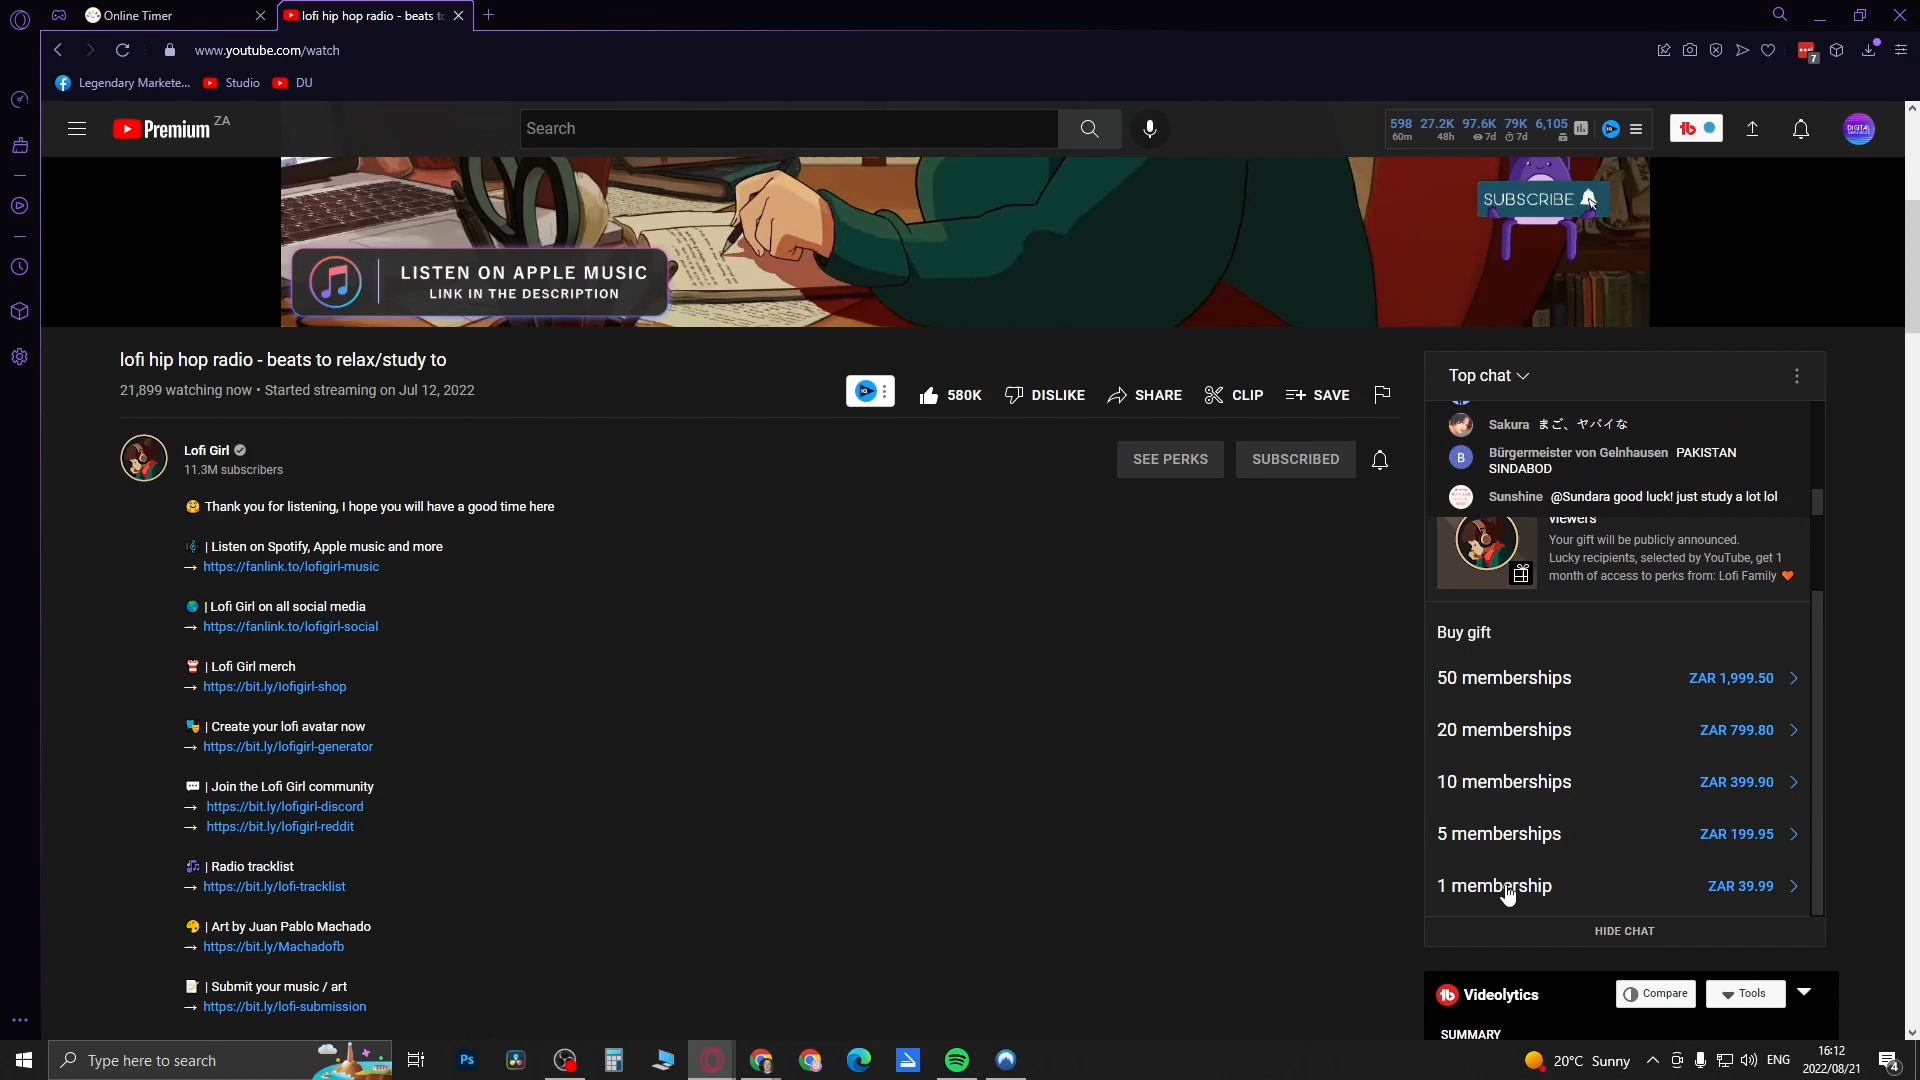 Online Timer
lofi hip hop radio - beats to
www.youtube.com/watch
7
Legendary Markete...
Studio
DU
Premium ZA
Search
598 27.2K 97.6K 79K 6,105
60m 48h 7d 7d
DIGITAL
SUBSCRIBE
LISTEN ON APPLE MUSIC
LINK IN THE DESCRIPTION
lofi hip hop radio - beats to relax/study to
21,899 watching now • Started streaming on Jul 12, 2022
580K DISLIKE SHARE CLIP SAVE
Lofi Girl
11.3M subscribers
SEE PERKS
SUBSCRIBED
🤗 Thank you for listening, I hope you will have a good time here
🎼 | Listen on Spotify, Apple music and more
→ https://fanlink.to/lofigirl-music
🌎 | Lofi Girl on all social media
→ https://fanlink.to/lofigirl-social
👚 | Lofi Girl merch
→ https://bit.ly/lofigirl-shop
🎭 | Create your lofi avatar now
→ https://bit.ly/lofigirl-generator
💬 | Join the Lofi Girl community
→ https://bit.ly/lofigirl-discord
→ https://bit.ly/lofigirl-reddit
🎶 | Radio tracklist
→ https://bit.ly/lofi-tracklist
🎨 | Art by Juan Pablo Machado
→ https://bit.ly/Machadofb
📝 | Submit your music / art
→ https://bit.ly/lofi-submission
Top chat
Sakura まご、ヤバイな
B
Bürgermeister von Gelnhausen PAKISTAN
SINDABOD
Sunshine @Sundara good luck! just study a lot lol
viewers
Your gift will be publicly announced.
Lucky recipients, selected by YouTube, get 1
month of access to perks from: Lofi Family 🧡
Buy gift
50 memberships ZAR 1,999.50
20 memberships ZAR 799.80
10 memberships ZAR 399.90
5 memberships ZAR 199.95
1 membership ZAR 39.99
HIDE CHAT
Videolytics
Compare
Tools
SUMMARY
Type here to search
Ps
20°C Sunny
ENG
16:12
2022/08/21
4